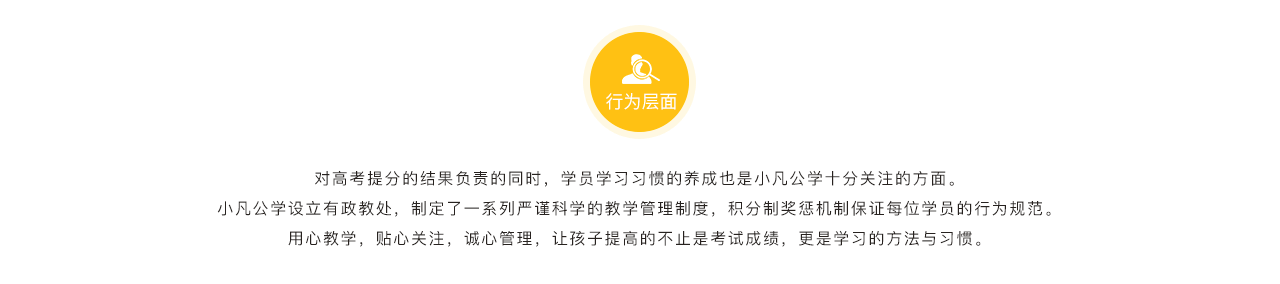 行为层面
对高考提分的结果负责的同时，学员学习习惯的养成也是小凡公学十分关注的方面。
小凡公学设立有政教处，制定了一系列严谨科学的教学管理制度，积分制奖惩机制保证每位学员的行为规范。
用心教学，贴心关注，诚心管理，让孩子提高的不止是考试成绩，更是学习的方法与习惯。